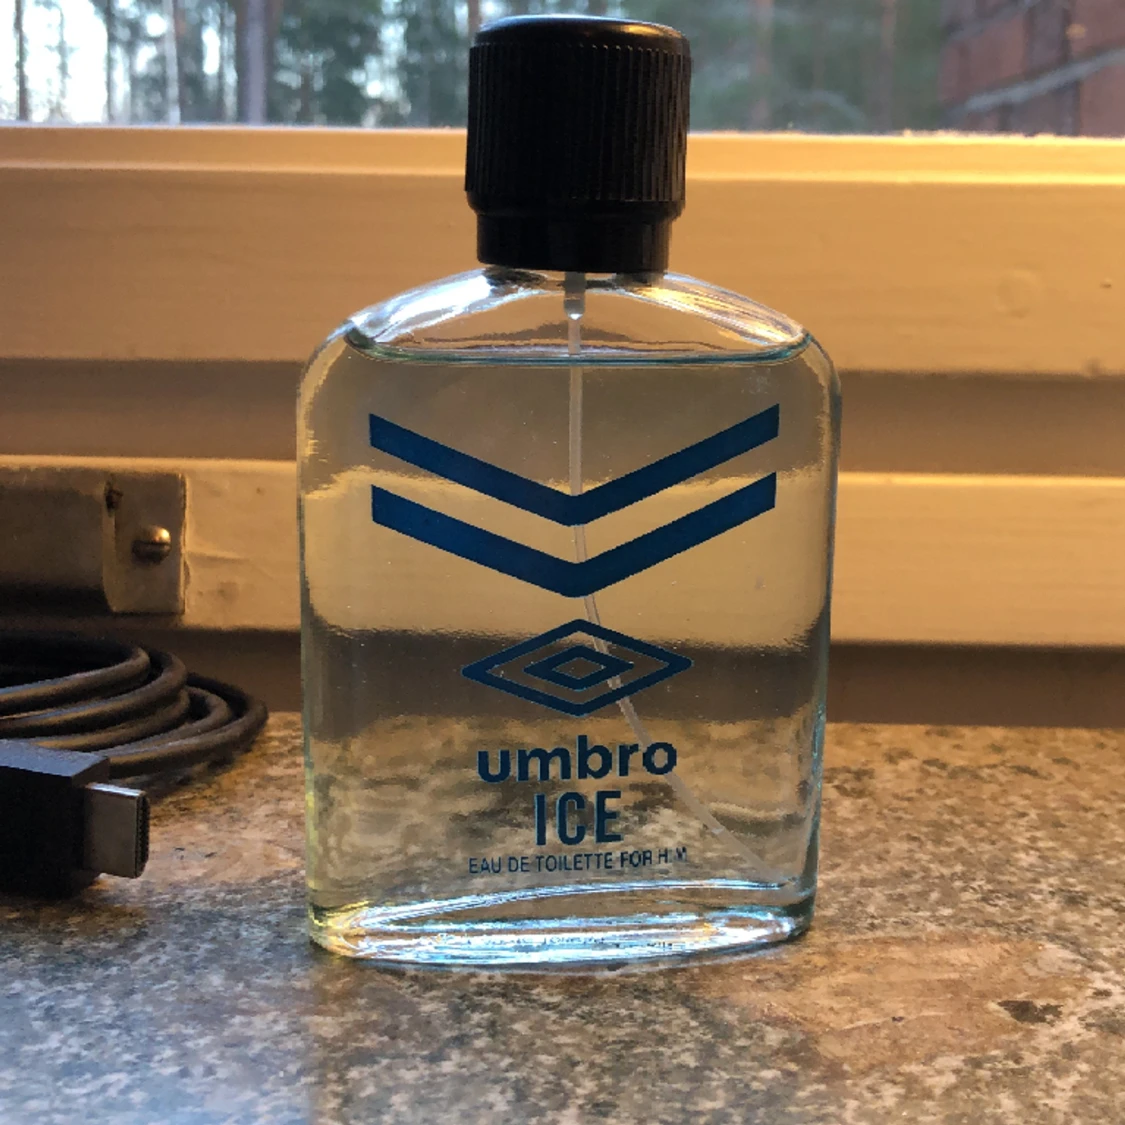 umbro
ICE
EAU DE TOILETTE FOR HIM